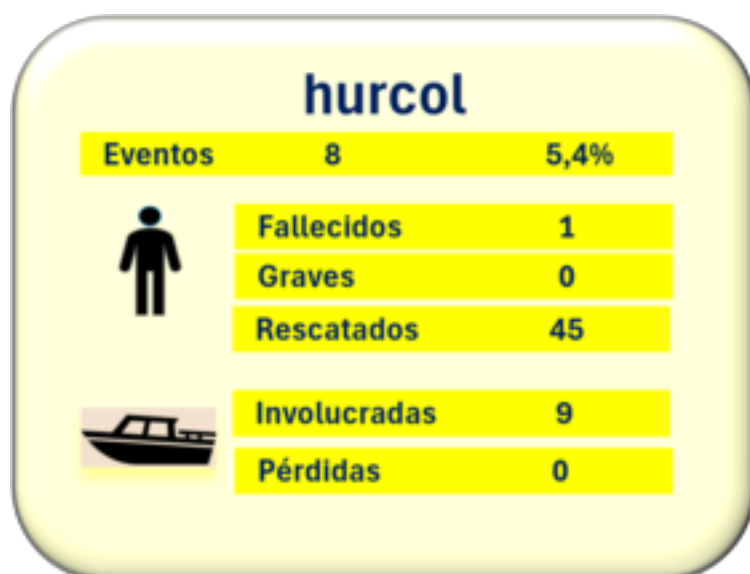 hurcol
Eventos 8 5,4%
Fallecidos 1
Graves 0
Rescatados 45
Involucradas 9
Pérdidas 0